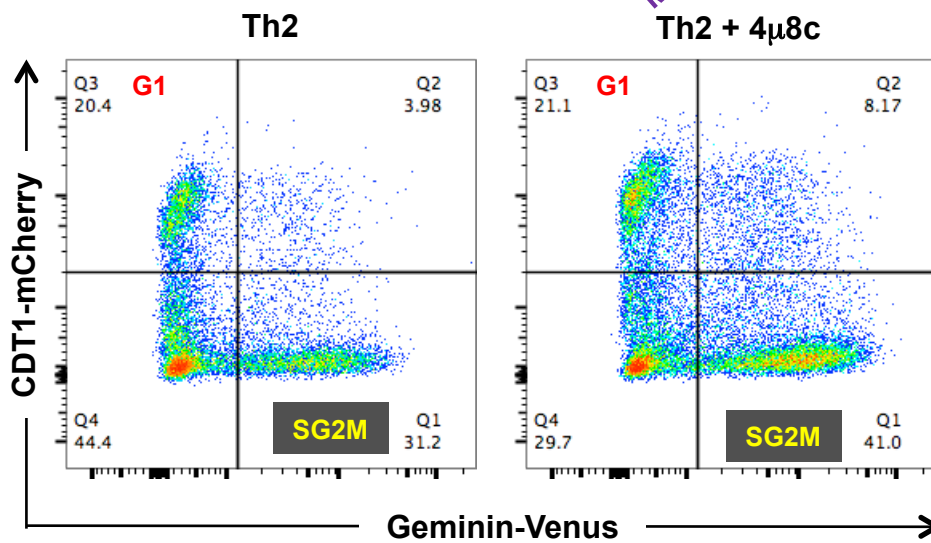 Th2
Th2 + 4μ8c
Q3
20.4
G1
Q2
3.98
Q3
21.1
G1
Q2
8.17
CDT1-mCherry
Q4
44.4
SG2M
Q1
31.2
Q4
29.7
SG2M
Q1
41.0
Geminin-Venus